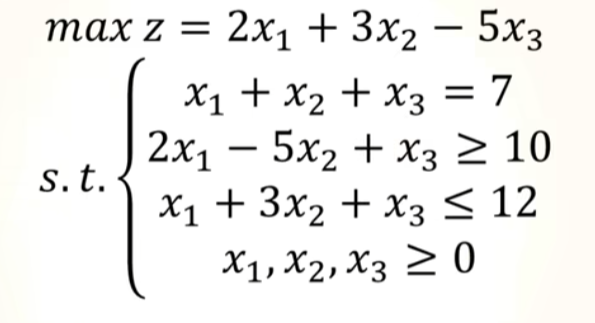 max z = 2x₁ + 3x₂ − 5x₃
x₁ + x₂ + x₃ = 7
2x₁ − 5x₂ + x₃ ≥ 10
s.t.
x₁ + 3x₂ + x₃ ≤ 12
x₁, x₂, x₃ ≥ 0